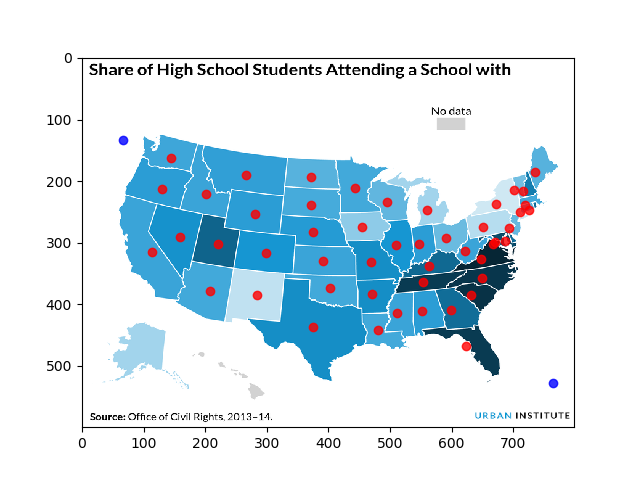 Share of High School Students Attending a School with
No data
0
100
200
300
400
500
Source: Office of Civil Rights, 2013–14.
URBAN INSTITUTE
0 100 200 300 400 500 600 700